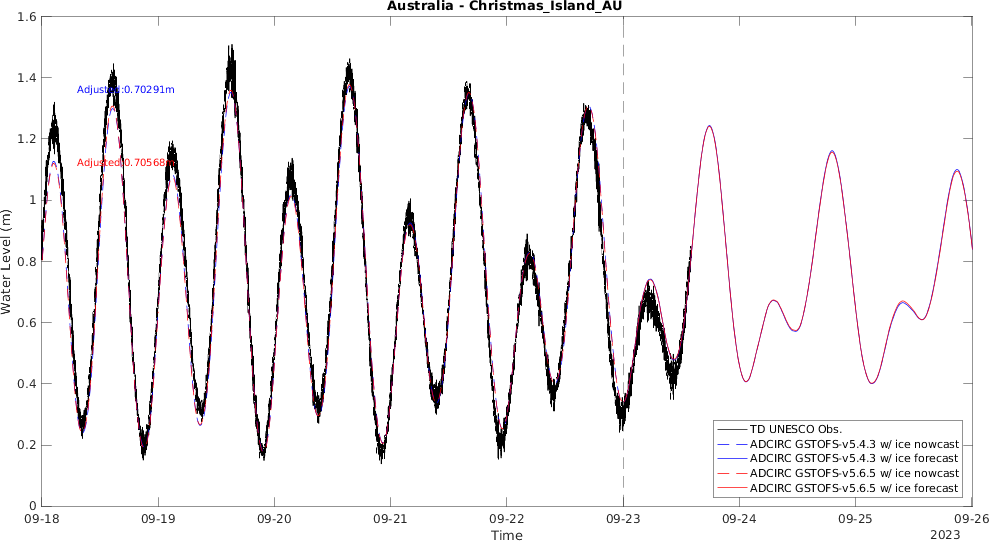 Australia - Christmas_Island_AU
1.6
1.4
1.2
1
0.8
0.6
0.4
0.2
0
Water Level (m)
Adjusted:0.70291m
Adjusted:0.70568m
TD UNESCO Obs.
ADCIRC GSTOFS-v5.4.3 w/ ice nowcast
ADCIRC GSTOFS-v5.4.3 w/ ice forecast
ADCIRC GSTOFS-v5.6.5 w/ ice nowcast
ADCIRC GSTOFS-v5.6.5 w/ ice forecast
09-18 09-19 09-20 09-21 09-22 09-23 09-24 09-25 09-26
Time
2023